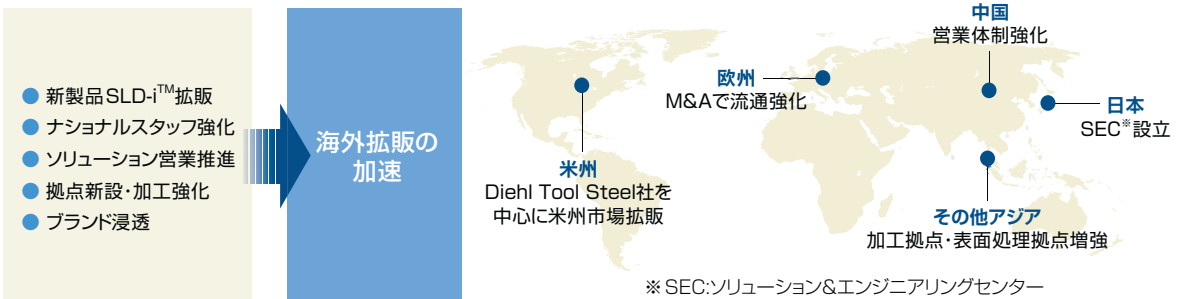 ● 新製品SLD-i™拡販
● ナショナルスタッフ強化
● ソリューション営業推進
● 拠点新設・加工強化
● ブランド浸透
海外拡販の
加速
米州
Diehl Tool Steel社を
中心に米州市場拡販
欧州
M&Aで流通強化
中国
営業体制強化
日本
SEC※設立
その他アジア
加工拠点・表面処理拠点増強
※SEC:ソリューション&エンジニアリングセンター